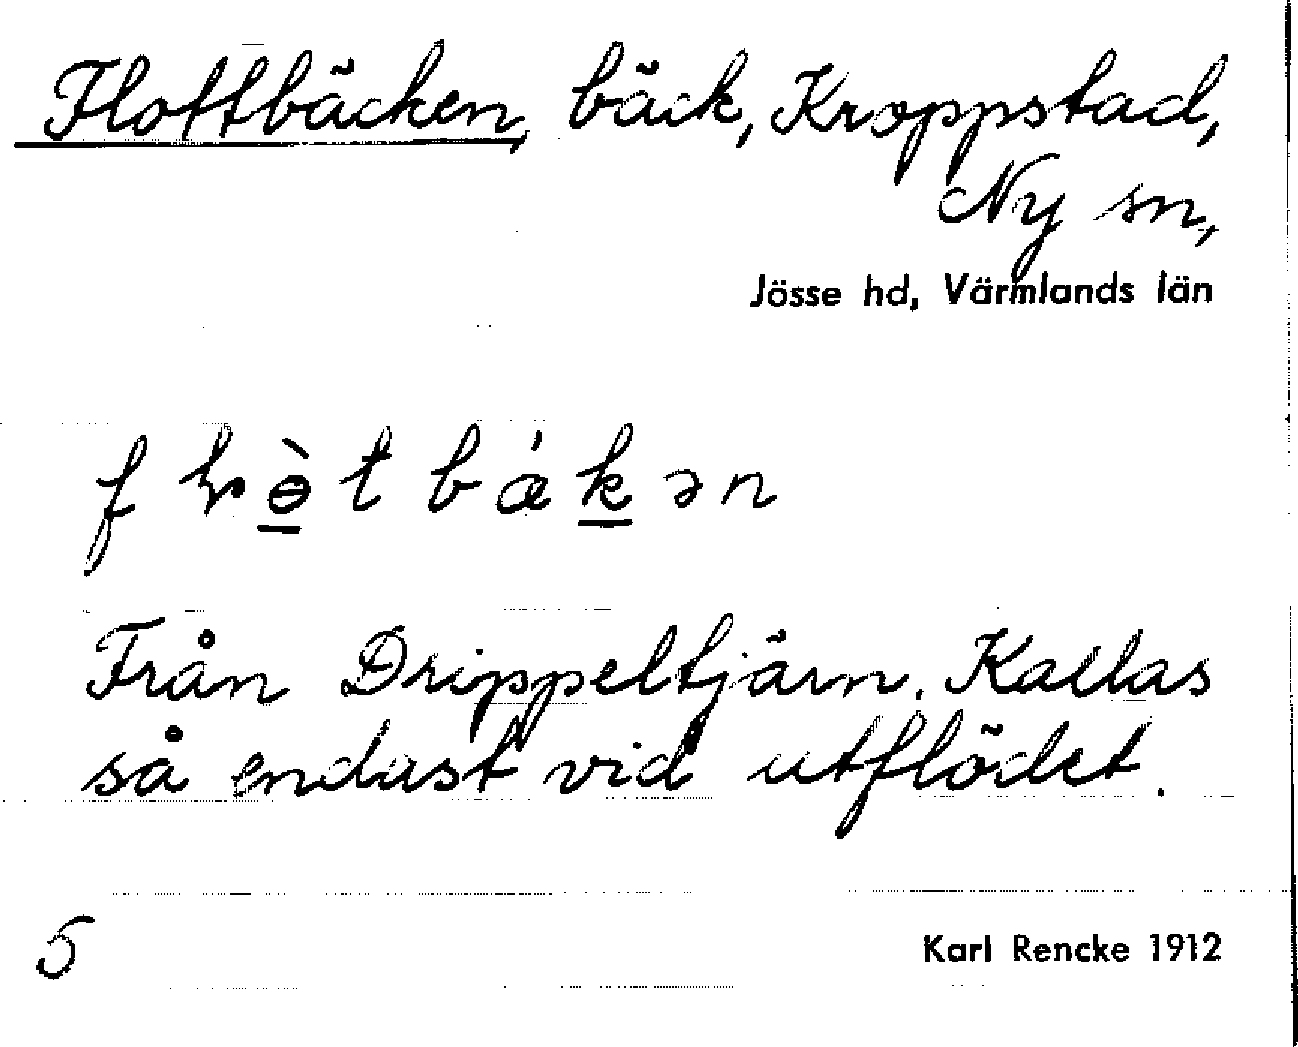 Flottbäcken, bäck, Kroppstad,
Ny sn,
Jösse hd, Värmlands län
Från Drippeltjärn. Kallas
så endast vid utflödet.
5
Karl Rencke 1912